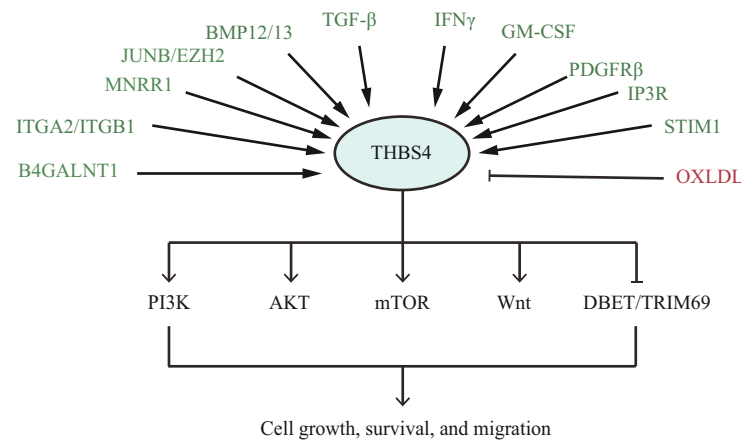 TGF-β
IFNγ
BMP12/13
GM-CSF
JUNB/EZH2
PDGFRβ
MNRR1
IP3R
ITGA2/ITGB1
STIM1
THBS4
B4GALNT1
OXLDL
PI3K
AKT
mTOR
Wnt
DBET/TRIM69
Cell growth, survival, and migration